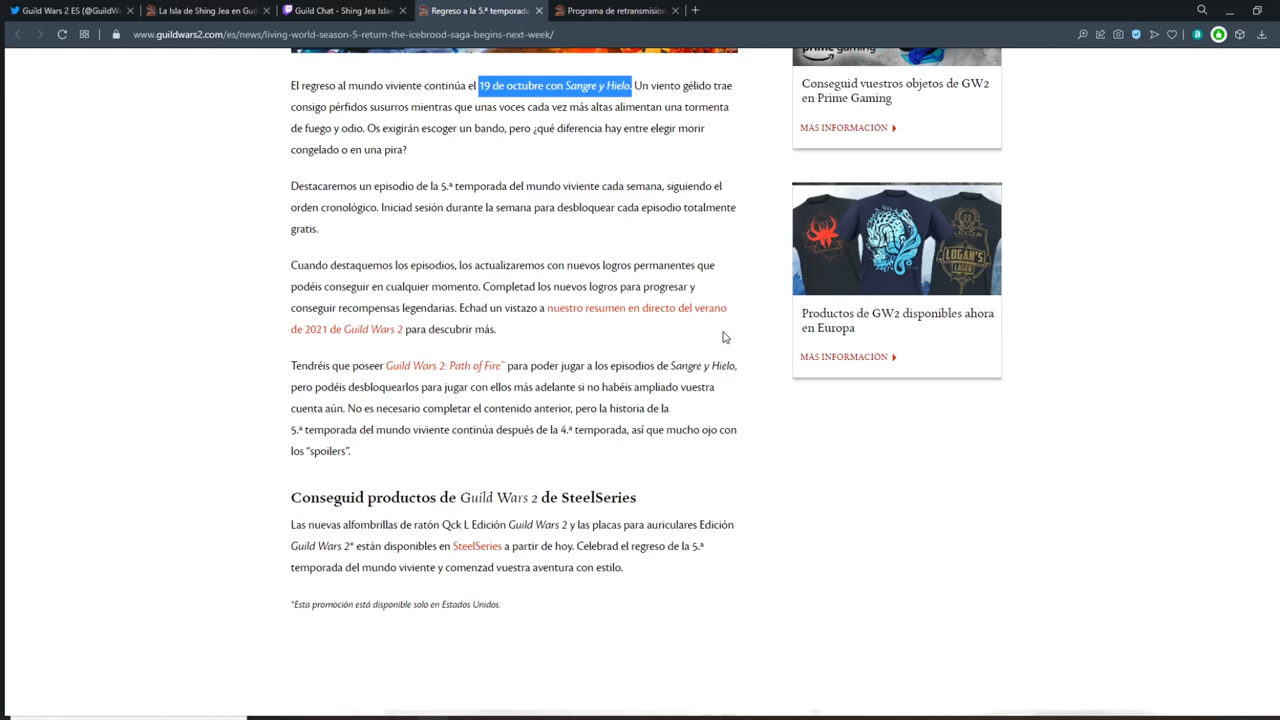 Guild Wars 2 ES (@GuildWa
La Isla de Shing Jea en Guild
Guild Chat - Shing Jea Islan
Regreso a la 5.ª temporada
Programa de retransmision
www.guildwars2.com/es/news/living-world-season-5-return-the-icebrood-saga-begins-next-week/
El regreso al mundo viviente continúa el 19 de octubre con Sangre y Hielo. Un viento gélido trae
consigo pérfidos susurros mientras que unas voces cada vez más altas alimentan una tormenta
de fuego y odio. Os exigirán escoger un bando, pero ¿qué diferencia hay entre elegir morir
congelado o en una pira?
Destacaremos un episodio de la 5.ª temporada del mundo viviente cada semana, siguiendo el
orden cronológico. Iniciad sesión durante la semana para desbloquear cada episodio totalmente
gratis.
Cuando destaquemos los episodios, los actualizaremos con nuevos logros permanentes que
podéis conseguir en cualquier momento. Completad los nuevos logros para progresar y
conseguir recompensas legendarias. Echad un vistazo a nuestro resumen en directo del verano
de 2021 de Guild Wars 2 para descubrir más.
Tendréis que poseer Guild Wars 2: Path of Fire™ para poder jugar a los episodios de Sangre y Hielo,
pero podéis desbloquearlos para jugar con ellos más adelante si no habéis ampliado vuestra
cuenta aún. No es necesario completar el contenido anterior, pero la historia de la
5.ª temporada del mundo viviente continúa después de la 4.ª temporada, así que mucho ojo con
los “spoilers”.
Conseguid productos de Guild Wars 2 de SteelSeries
Las nuevas alfombrillas de ratón Qck L Edición Guild Wars 2 y las placas para auriculares Edición
Guild Wars 2* están disponibles en SteelSeries a partir de hoy. Celebrad el regreso de la 5.ª
temporada del mundo viviente y comenzad vuestra aventura con estilo.
*Esta promoción está disponible solo en Estados Unidos.
prime gaming
Conseguid vuestros objetos de GW2
en Prime Gaming
MÁS INFORMACIÓN
LOGAN'S
LAGER
Productos de GW2 disponibles ahora
en Europa
MÁS INFORMACIÓN